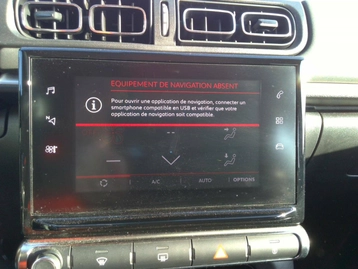 EQUIPEMENT DE NAVIGATION ABSENT
Pour ouvrir une application de navigation, connecter un
smartphone compatible en USB et vérifier que votre
application de navigation soit compatible.
A/C
AUTO
OPTIONS